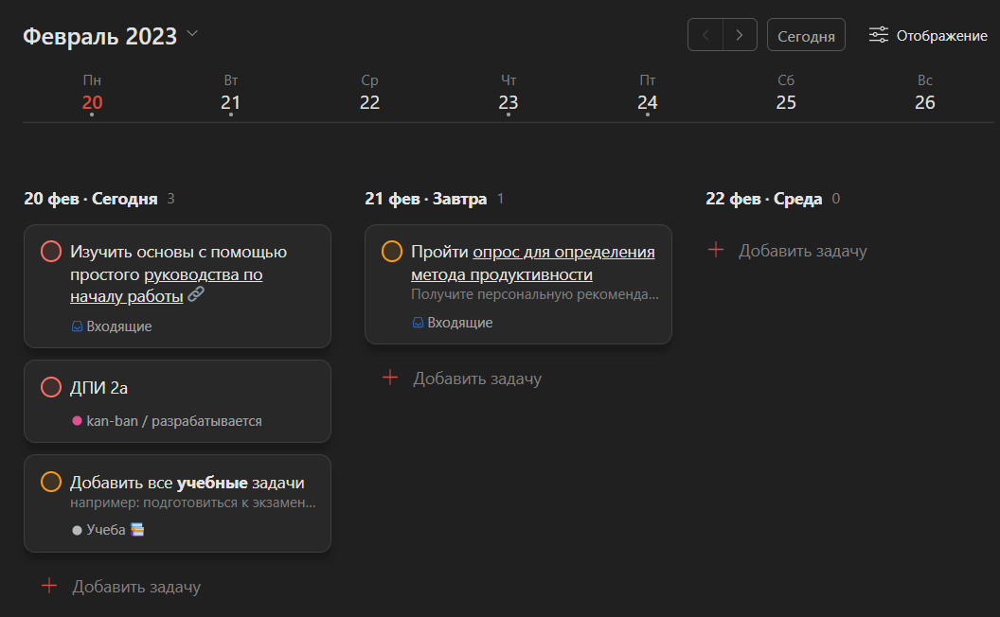 Февраль 2023
Сегодня
Отображение
Пн Вт Ср Чт Пт Сб Вс
20 21 22 23 24 25 26
20 фев · Сегодня 3
Изучить основы с помощью
простого руководства по
началу работы
Входящие
ДПИ 2а
kan-ban / разрабатывается
Добавить все учебные задачи
например: подготовиться к экзамен...
Учеба
Добавить задачу
21 фев · Завтра 1
Пройти опрос для определения
метода продуктивности
Получите персональную рекоменда...
Входящие
Добавить задачу
22 фев · Среда 0
Добавить задачу